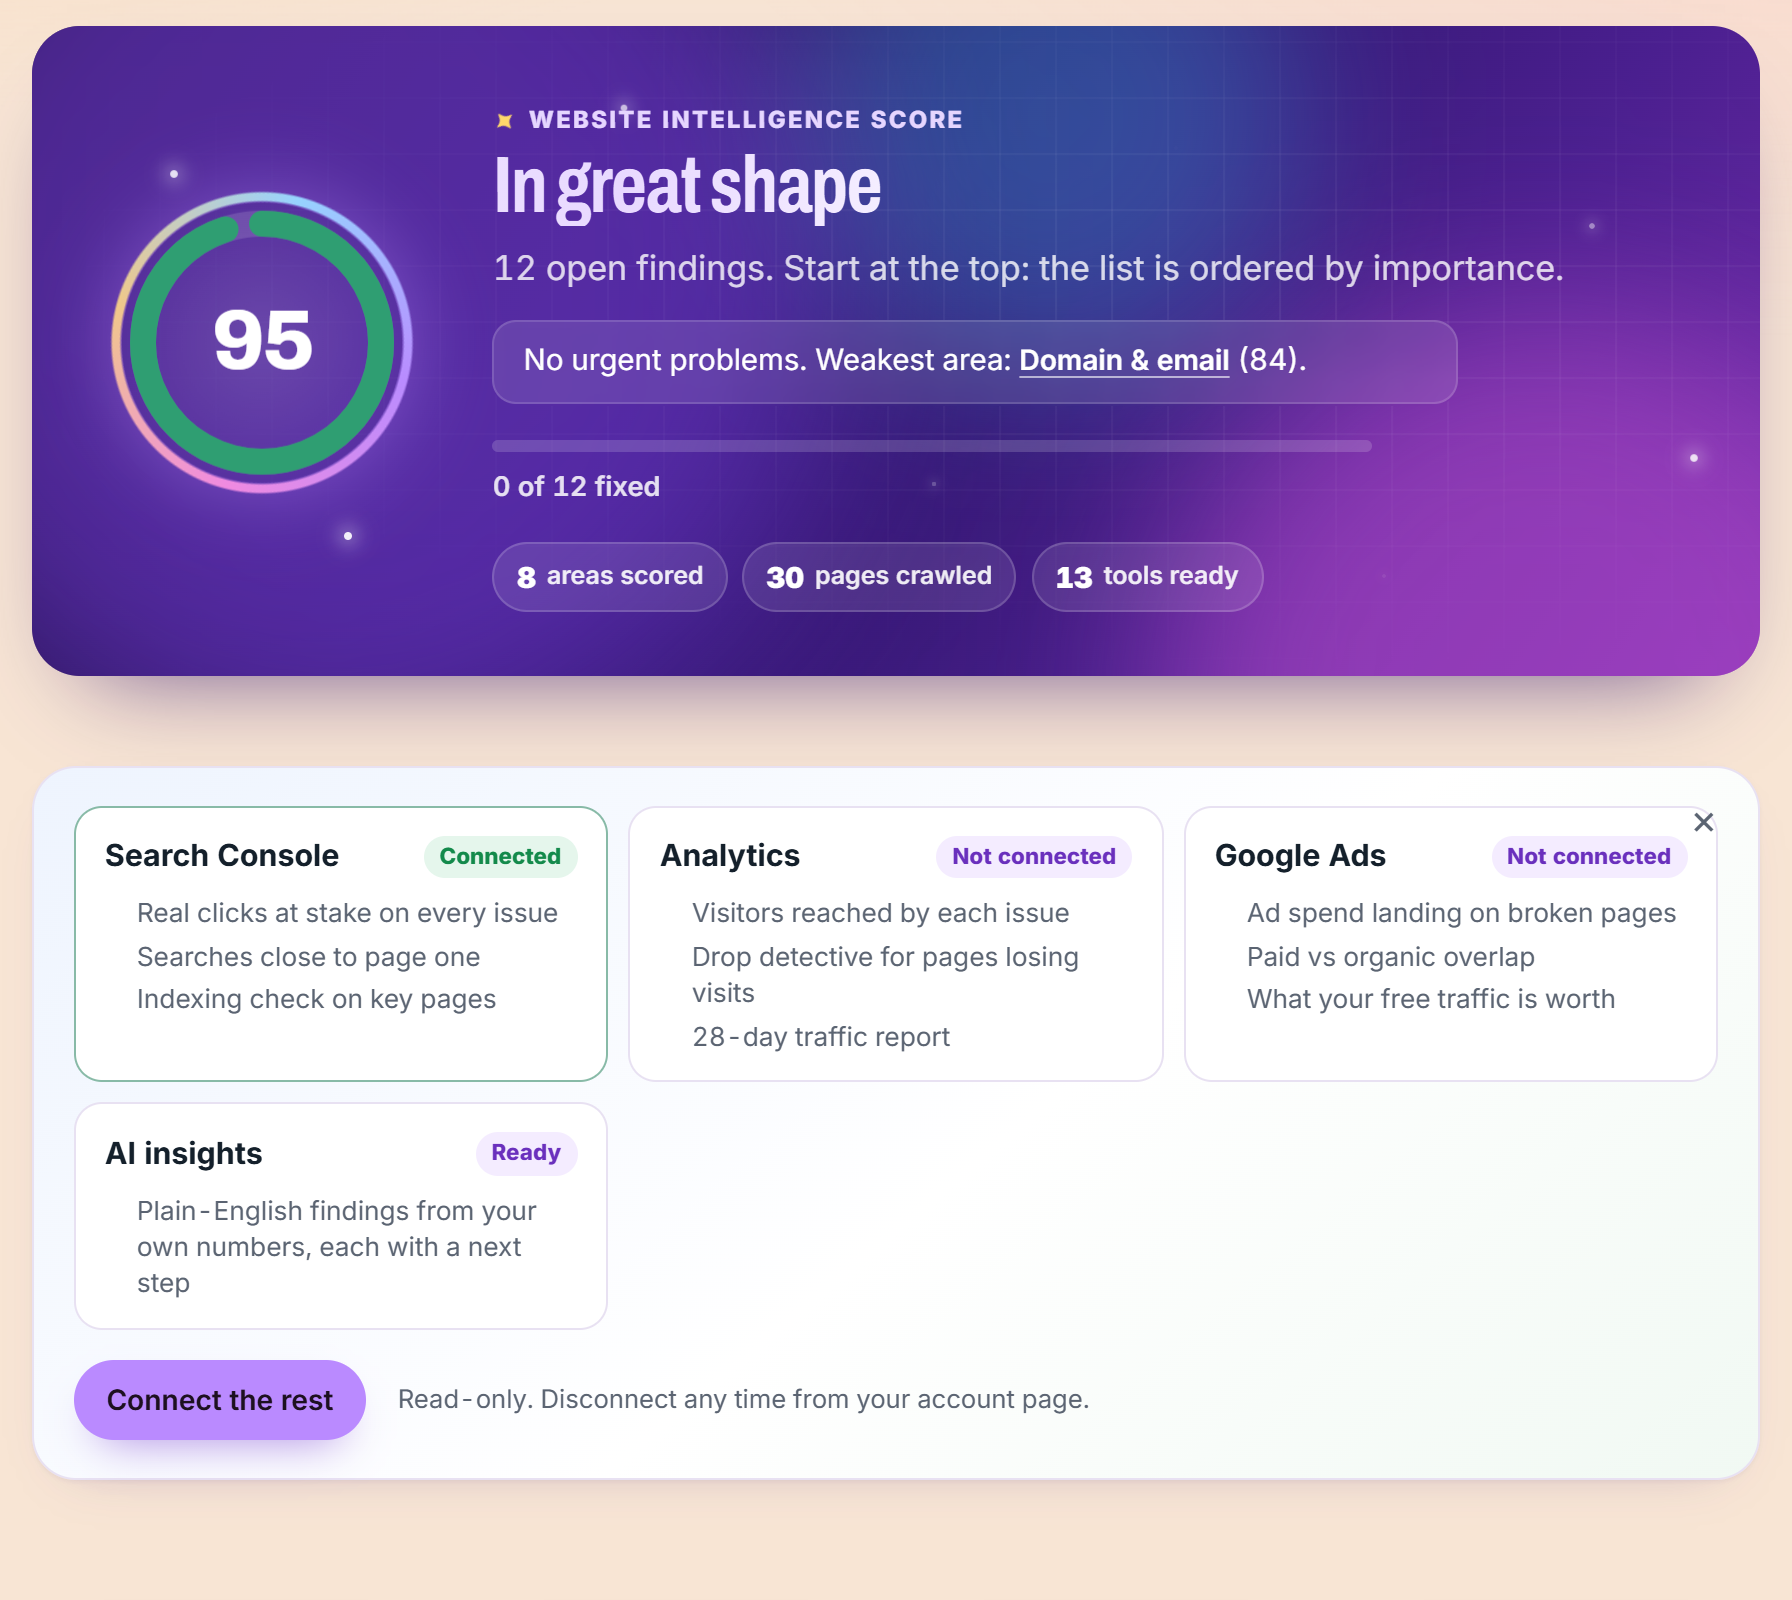 WEBSITE INTELLIGENCE SCORE
In great shape
12 open findings. Start at the top: the list is ordered by importance.
95
No urgent problems. Weakest area: Domain & email (84).
0 of 12 fixed
8 areas scored
30 pages crawled
13 tools ready
Search Console
Connected
Real clicks at stake on every issue
Searches close to page one
Indexing check on key pages
Analytics
Not connected
Visitors reached by each issue
Drop detective for pages losing
visits
28-day traffic report
Google Ads
Not connected
Ad spend landing on broken pages
Paid vs organic overlap
What your free traffic is worth
AI insights
Ready
Plain-English findings from your
own numbers, each with a next
step
Connect the rest
Read-only. Disconnect any time from your account page.